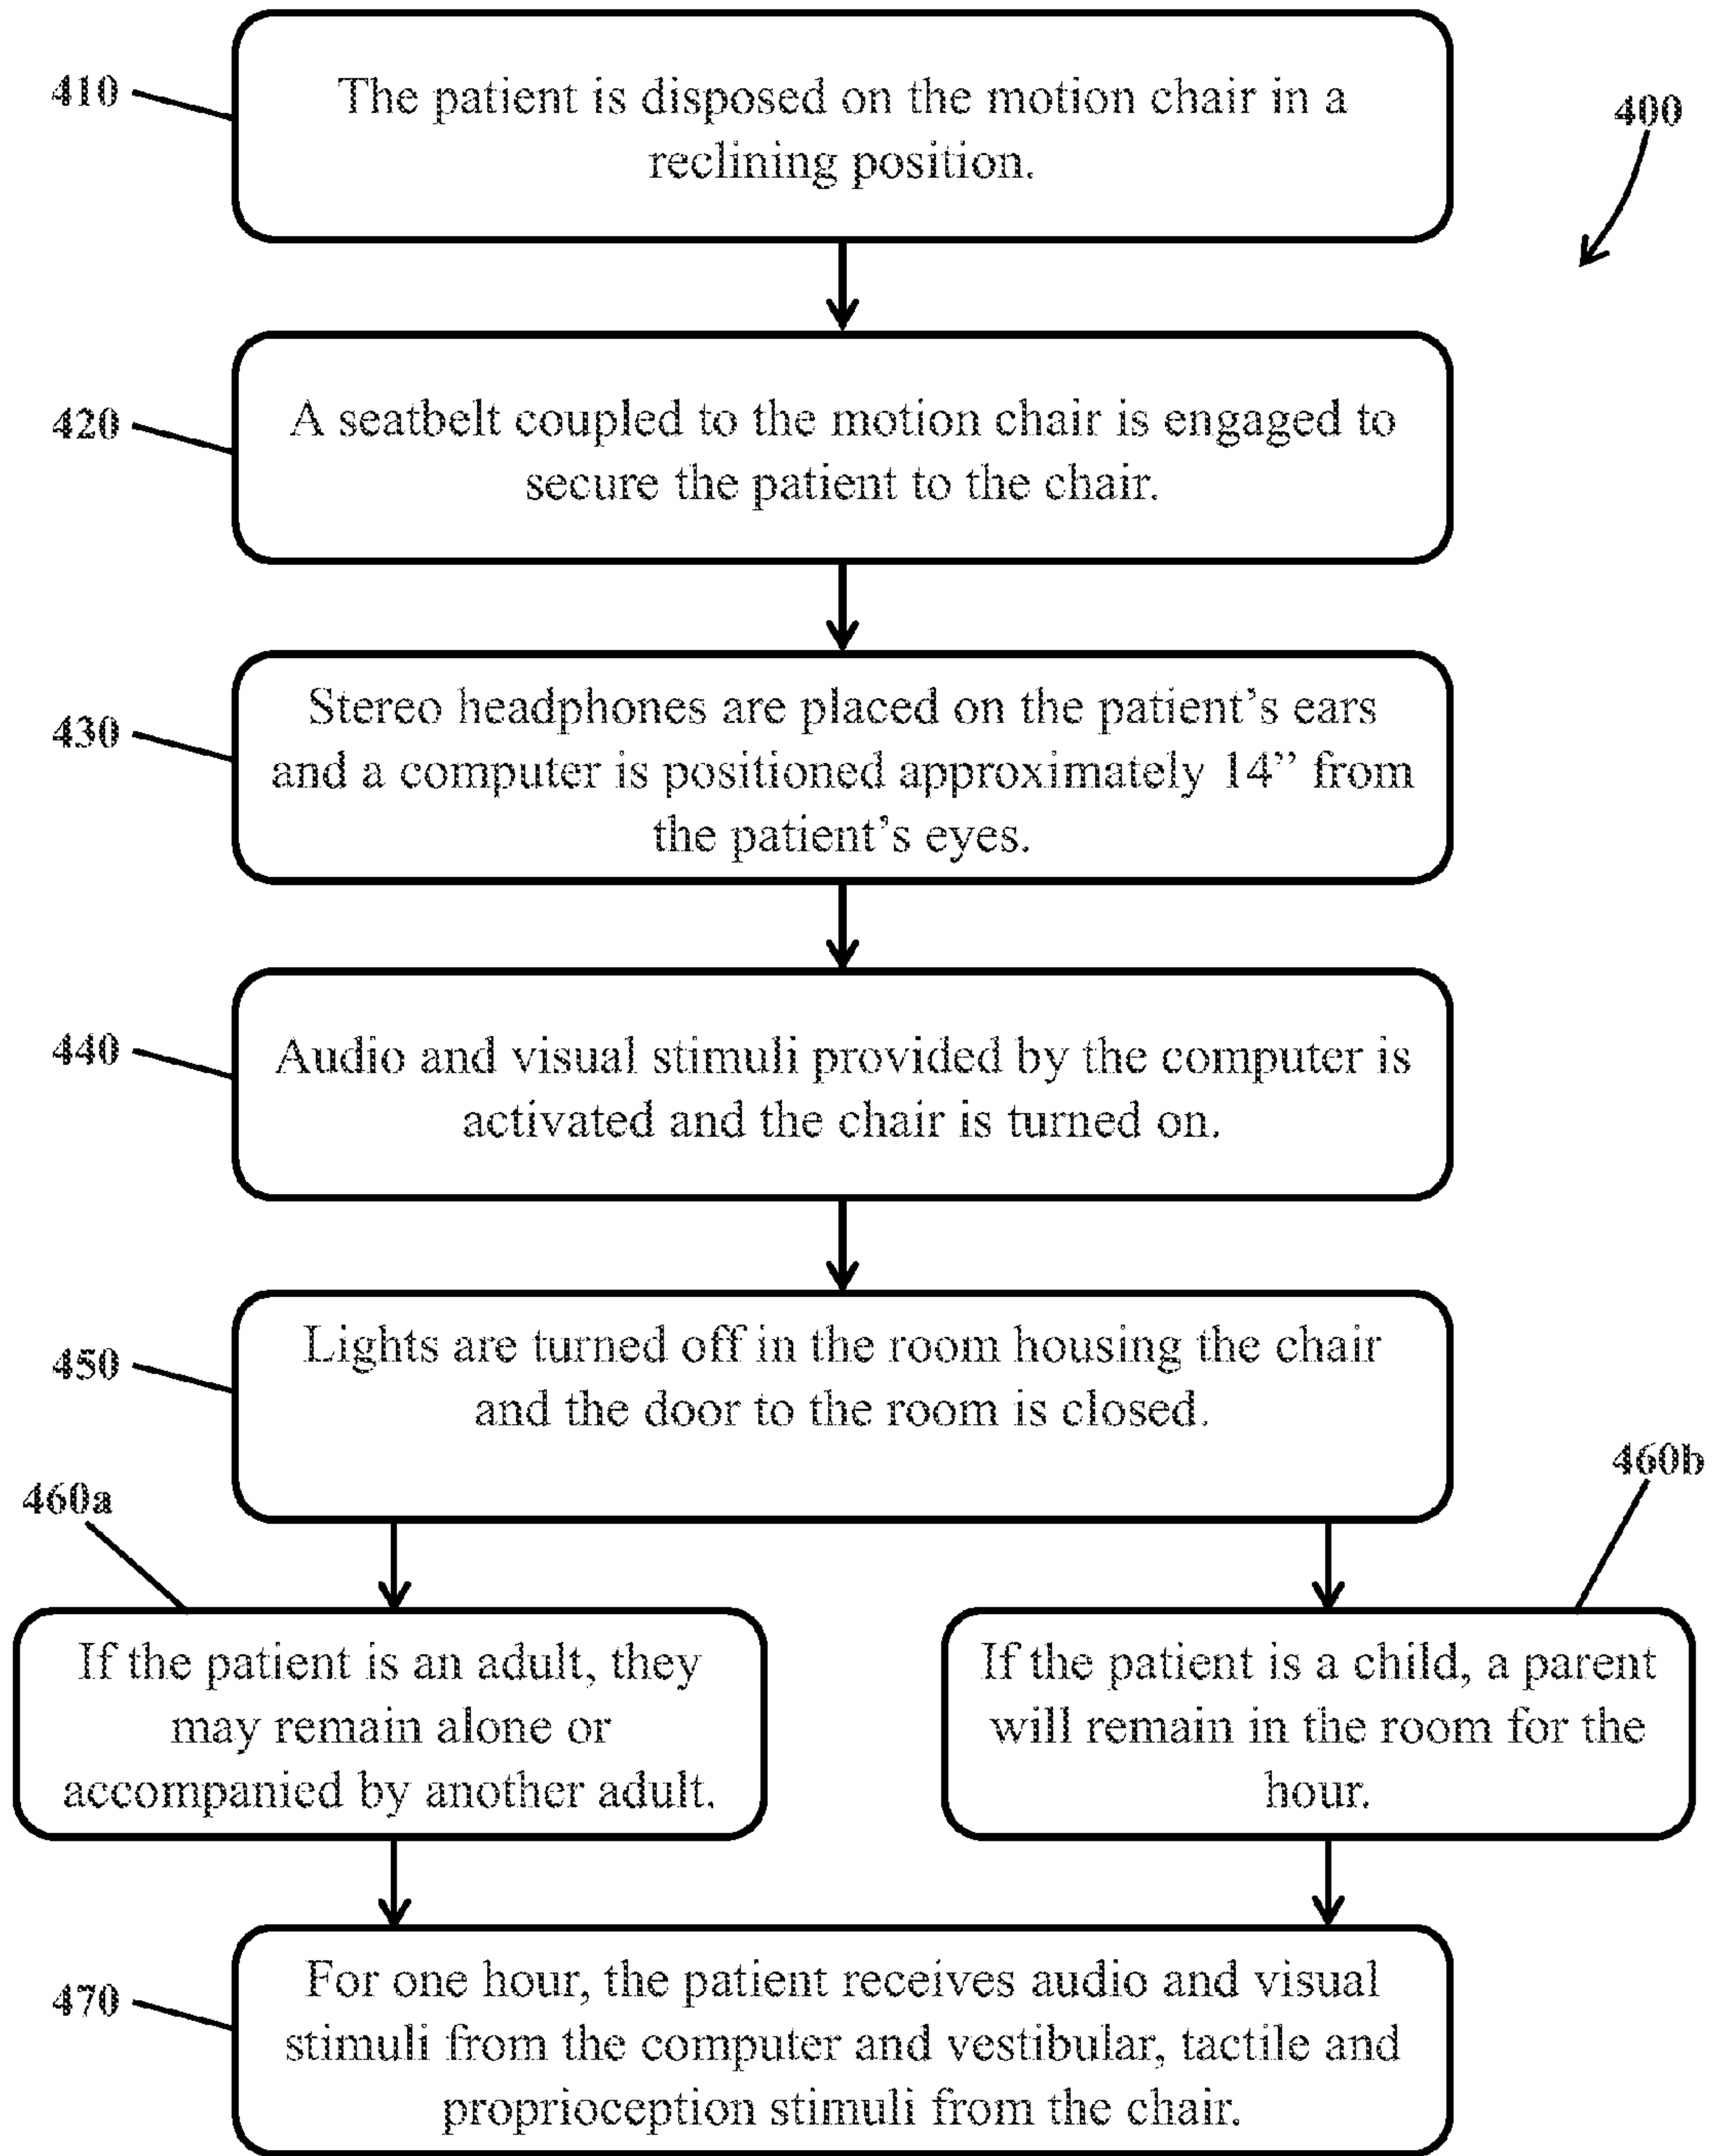 410
The patient is disposed on the motion chair in a
reclining position.
400
420
A seatbelt coupled to the motion chair is engaged to
secure the patient to the chair.
430
Stereo headphones are placed on the patient’s ears
and a computer is positioned approximately 14” from
the patient’s eyes.
440
Audio and visual stimuli provided by the computer is
activated and the chair is turned on.
450
Lights are turned off in the room housing the chair
and the door to the room is closed.
460a
If the patient is an adult, they
may remain alone or
accompanied by another adult.
460b
If the patient is a child, a parent
will remain in the room for the
hour.
470
For one hour, the patient receives audio and visual
stimuli from the computer and vestibular, tactile and
proprioception stimuli from the chair.